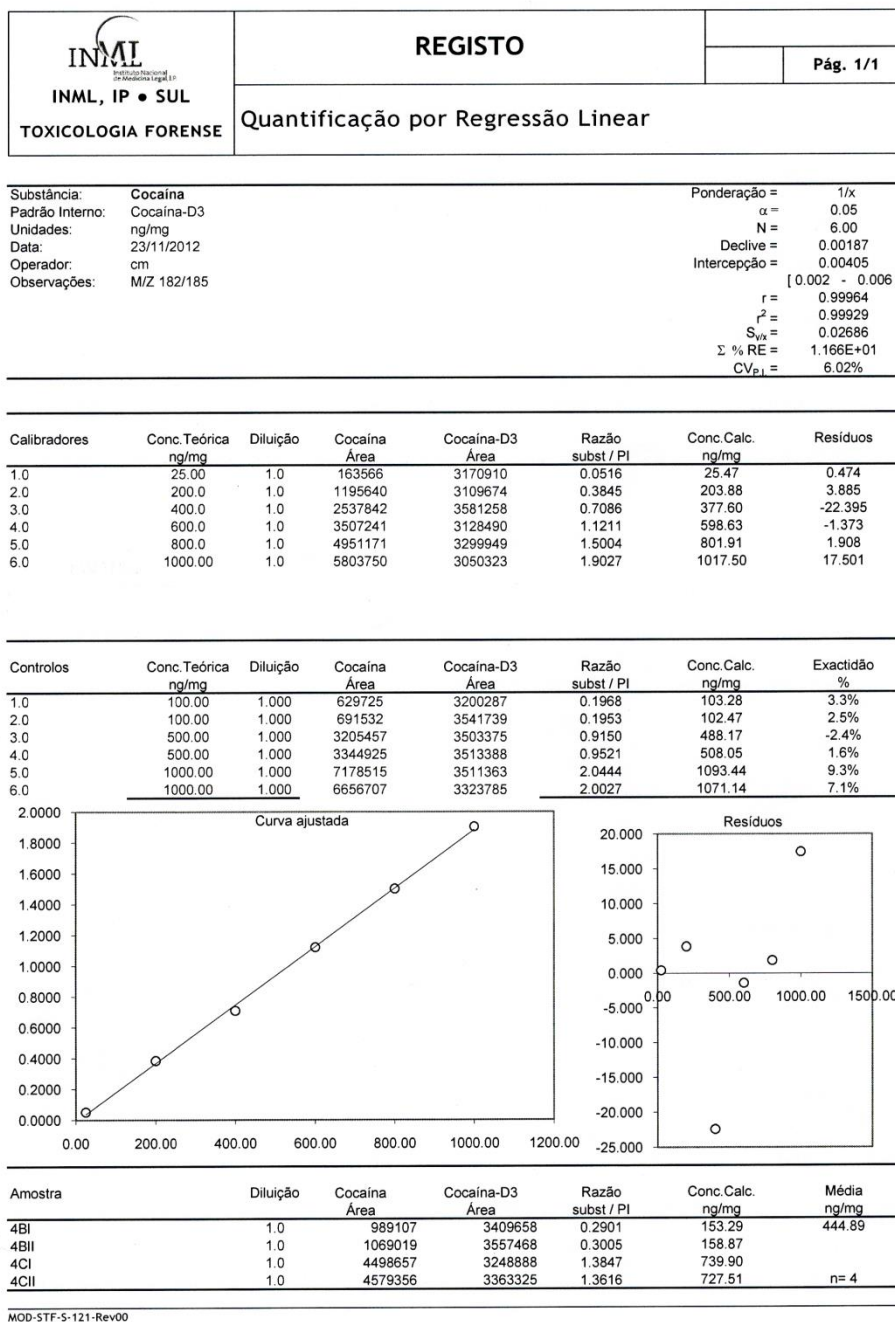 INML
Instituto Nacional
de Medicina Legal, I.P.
INML, IP • SUL
TOXICOLOGIA FORENSE
REGISTO
Pág. 1/1
Quantificação por Regressão Linear
Substância: Cocaína
Padrão Interno: Cocaína-D3
Unidades: ng/mg
Data: 23/11/2012
Operador: cm
Observações: M/Z 182/185
Ponderação = 1/x
α = 0.05
N = 6.00
Declive = 0.00187
Intercepção = 0.00405
[ 0.002 - 0.006
r = 0.99964
r² = 0.99929
Sy/x = 0.02686
Σ % RE = 1.166E+01
CVP.I. = 6.02%
Calibradores Conc.Teórica Diluição Cocaína Cocaína-D3 Razão Conc.Calc. Resíduos
ng/mg Área Área subst / PI ng/mg
1.0 25.00 1.0 163566 3170910 0.0516 25.47 0.474
2.0 200.0 1.0 1195640 3109674 0.3845 203.88 3.885
3.0 400.0 1.0 2537842 3581258 0.7086 377.60 -22.395
4.0 600.0 1.0 3507241 3128490 1.1211 598.63 -1.373
5.0 800.0 1.0 4951171 3299949 1.5004 801.91 1.908
6.0 1000.00 1.0 5803750 3050323 1.9027 1017.50 17.501
Controlos Conc.Teórica Diluição Cocaína Cocaína-D3 Razão Conc.Calc. Exactidão
ng/mg Área Área subst / PI ng/mg %
1.0 100.00 1.000 629725 3200287 0.1968 103.28 3.3%
2.0 100.00 1.000 691532 3541739 0.1953 102.47 2.5%
3.0 500.00 1.000 3205457 3503375 0.9150 488.17 -2.4%
4.0 500.00 1.000 3344925 3513388 0.9521 508.05 1.6%
5.0 1000.00 1.000 7178515 3511363 2.0444 1093.44 9.3%
6.0 1000.00 1.000 6656707 3323785 2.0027 1071.14 7.1%
Curva ajustada
2.0000
1.8000
1.6000
1.4000
1.2000
1.0000
0.8000
0.6000
0.4000
0.2000
0.0000
0.00 200.00 400.00 600.00 800.00 1000.00 1200.00
Resíduos
20.000
15.000
10.000
5.000
0.000
0.00 500.00 1000.00 1500.00
-5.000
-10.000
-15.000
-20.000
-25.000
Amostra Diluição Cocaína Cocaína-D3 Razão Conc.Calc. Média
Área Área subst / PI ng/mg ng/mg
4BI 1.0 989107 3409658 0.2901 153.29 444.89
4BII 1.0 1069019 3557468 0.3005 158.87
4CI 1.0 4498657 3248888 1.3847 739.90
4CII 1.0 4579356 3363325 1.3616 727.51 n= 4
MOD-STF-S-121-Rev00